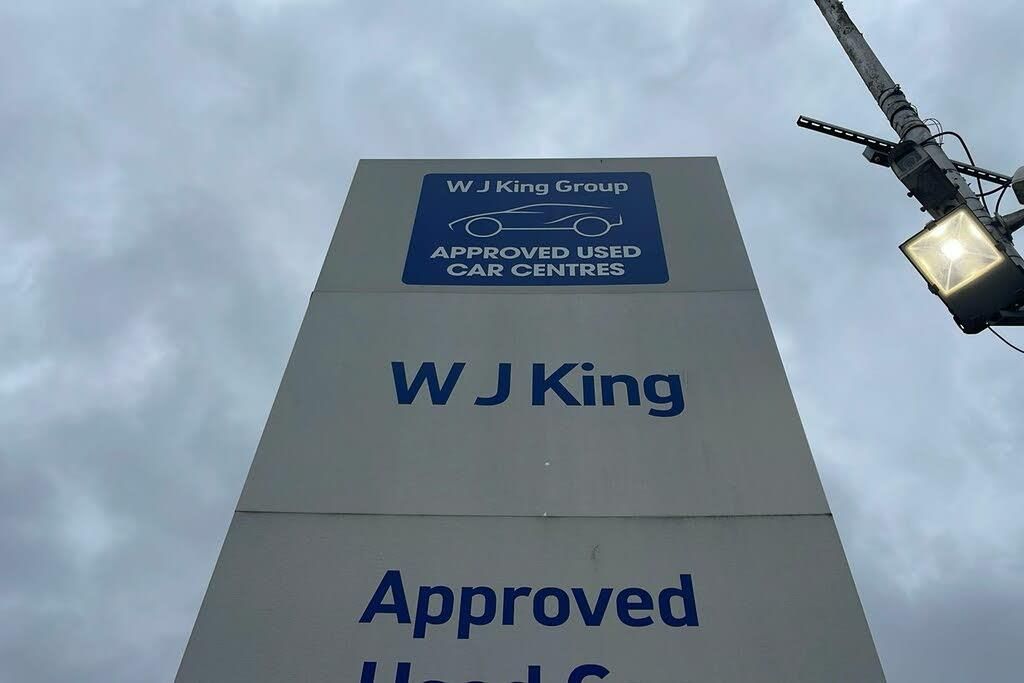 W J King Group
APPROVED USED
CAR CENTRES
W J King
Approved